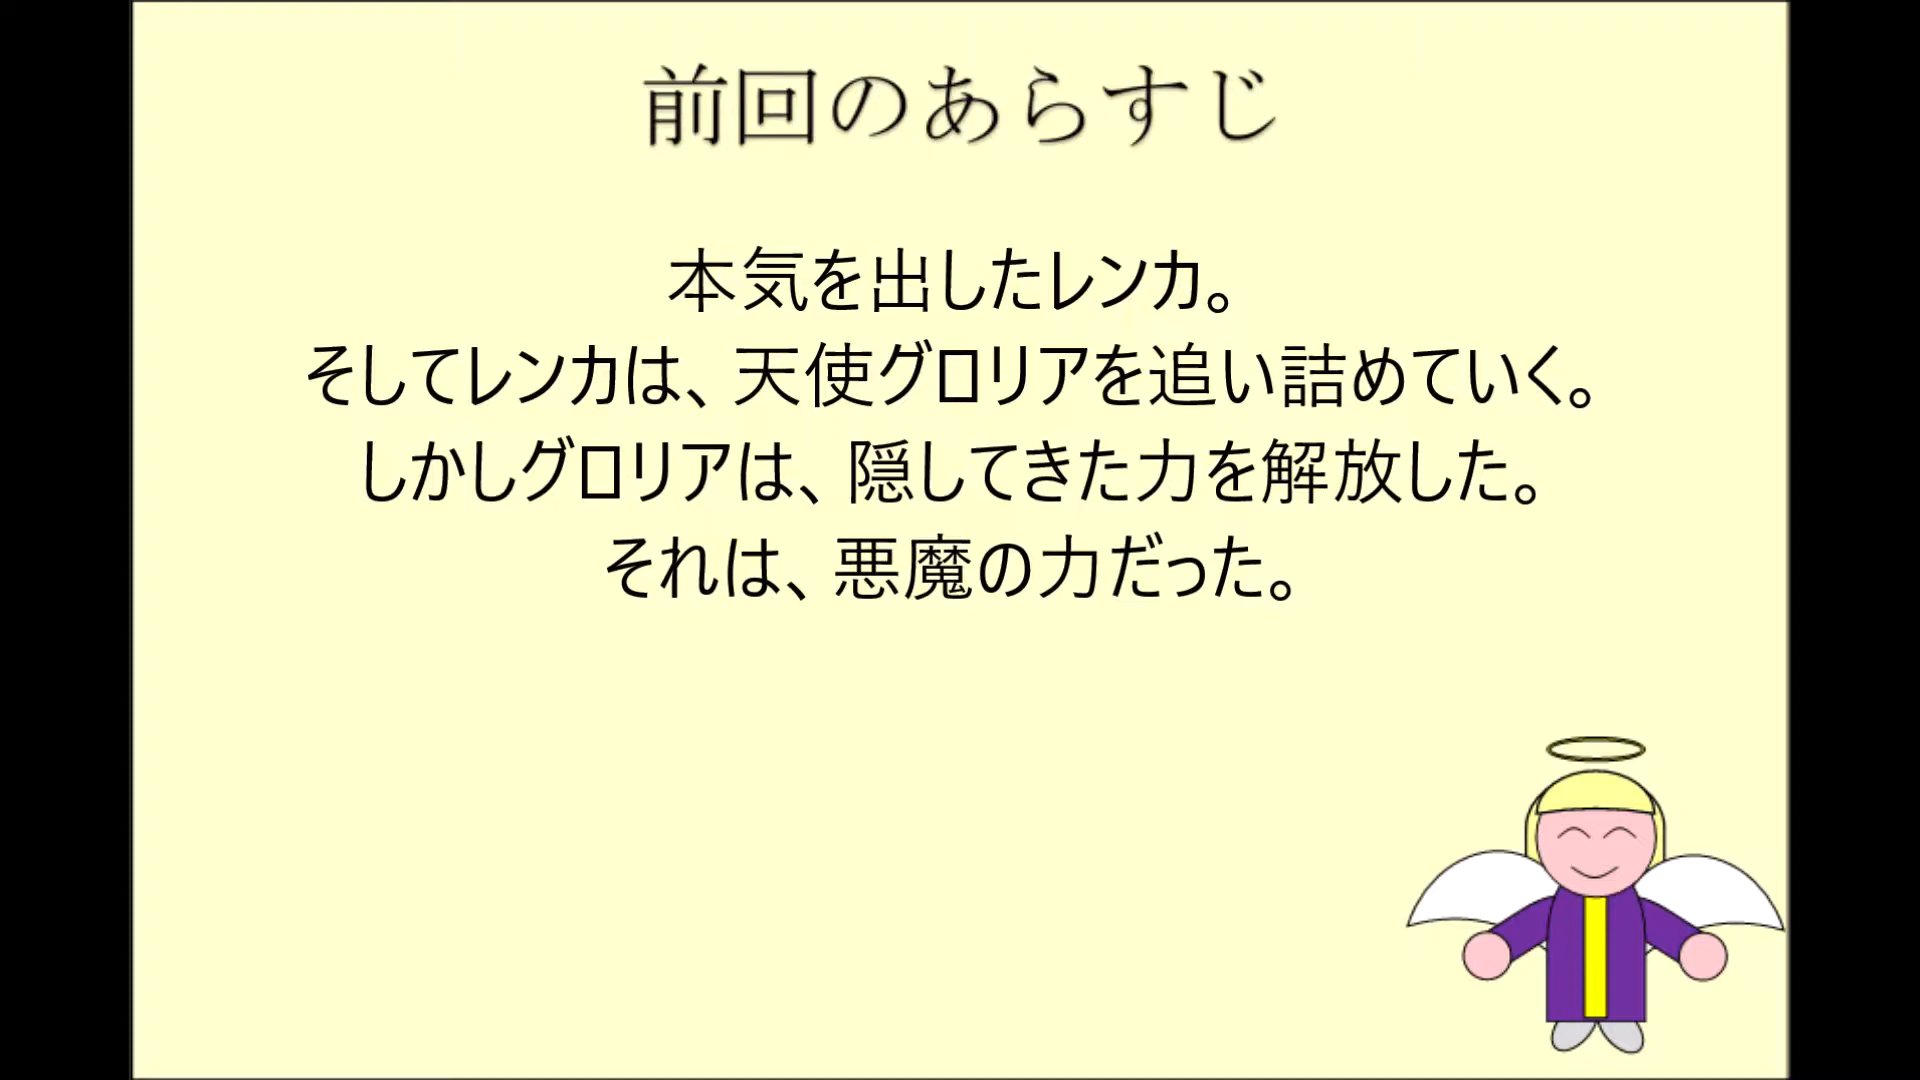 前回のあらすじ
本気を出したレンカ。
そしてレンカは、天使グロリアを追い詰めていく。
しかしグロリアは、隠してきた力を解放した。
それは、悪魔の力だった。